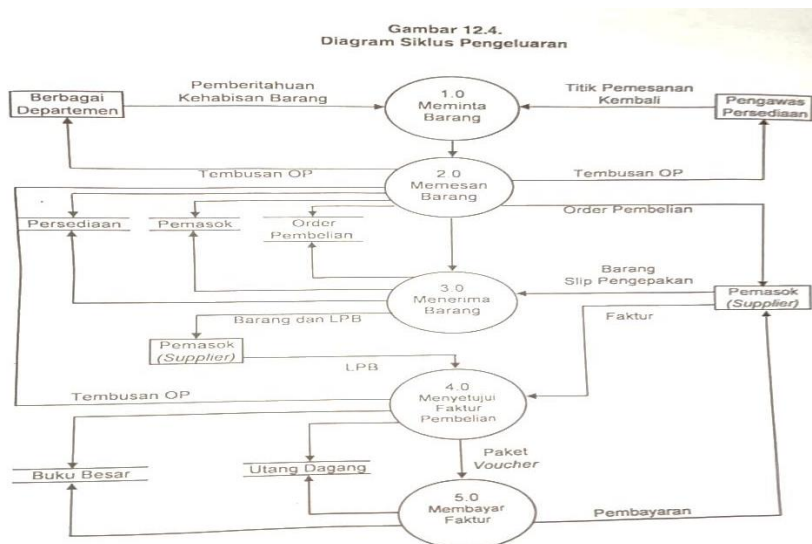 Gambar 12.4.
Diagram Siklus Pengeluaran
Berbagai
Departemen
Pemberitahuan
Kehabisan Barang
1.0
Meminta
Barang
Titik Pemesanan
Kembali
Pengawas
Persediaan
Tembusan OP
2.0
Memesan
Barang
Tembusan OP
Persediaan
Pemasok
Order
Pembelian
Order Pembelian
3.0
Menerima
Barang
Barang
Slip Pengepakan
Pemasok
(Supplier)
Barang dan LPB
Faktur
Pemasok
(Supplier)
LPB
Tembusan OP
4.0
Menyetujui
Faktur
Pembelian
Buku Besar
Utang Dagang
Paket
Voucher
5.0
Membayar
Faktur
Pembayaran